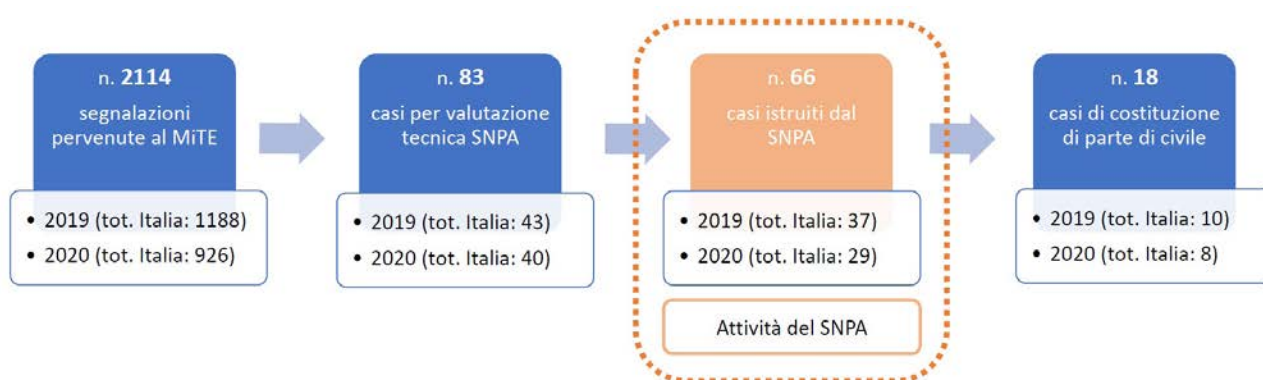 n. 2114
segnalazioni
pervenute al MiTE
• 2019 (tot. Italia: 1188)
• 2020 (tot. Italia: 926)
n. 83
casi per valutazione
tecnica SNPA
• 2019 (tot. Italia: 43)
• 2020 (tot. Italia: 40)
n. 66
casi istruiti dal
SNPA
• 2019 (tot. Italia: 37)
• 2020 (tot. Italia: 29)
Attività del SNPA
n. 18
casi di costituzione
di parte di civile
• 2019 (tot. Italia: 10)
• 2020 (tot. Italia: 8)